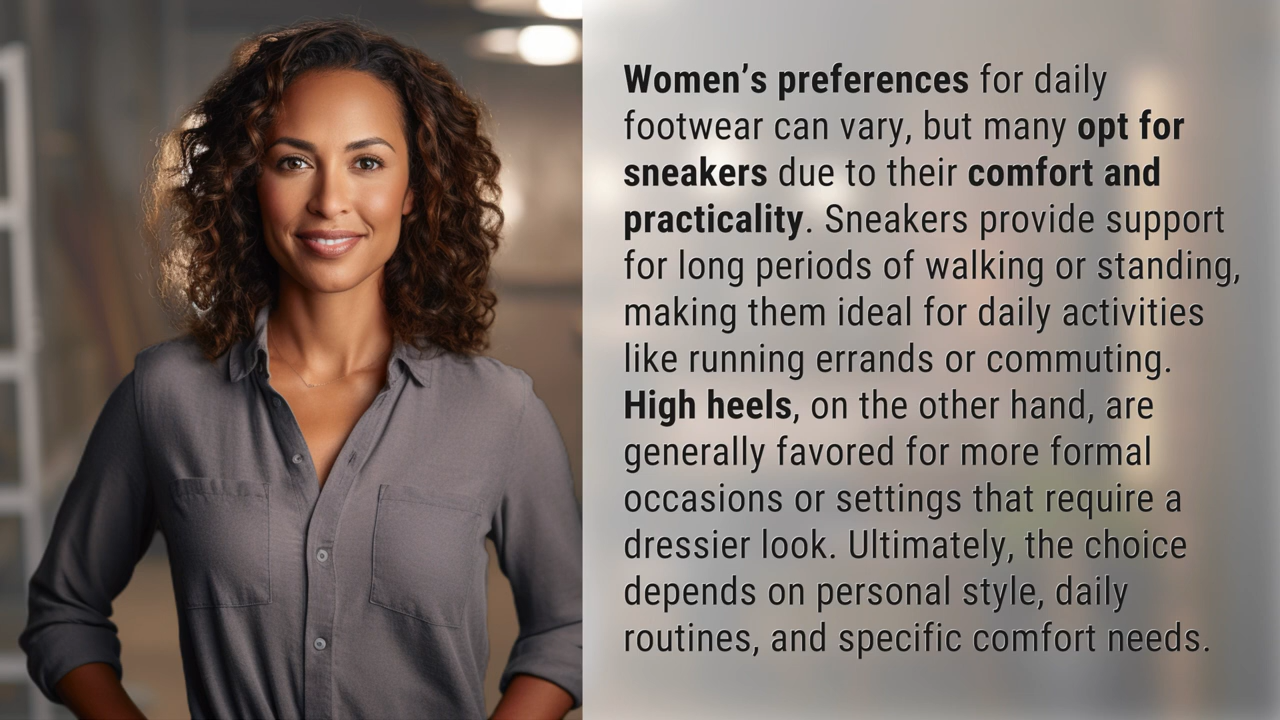 Women’s preferences for daily
footwear can vary, but many opt for
sneakers due to their comfort and
practicality. Sneakers provide support
for long periods of walking or standing,
making them ideal for daily activities
like running errands or commuting.
High heels, on the other hand, are
generally favored for more formal
occasions or settings that require a
dressier look. Ultimately, the choice
depends on personal style, daily
routines, and specific comfort needs.